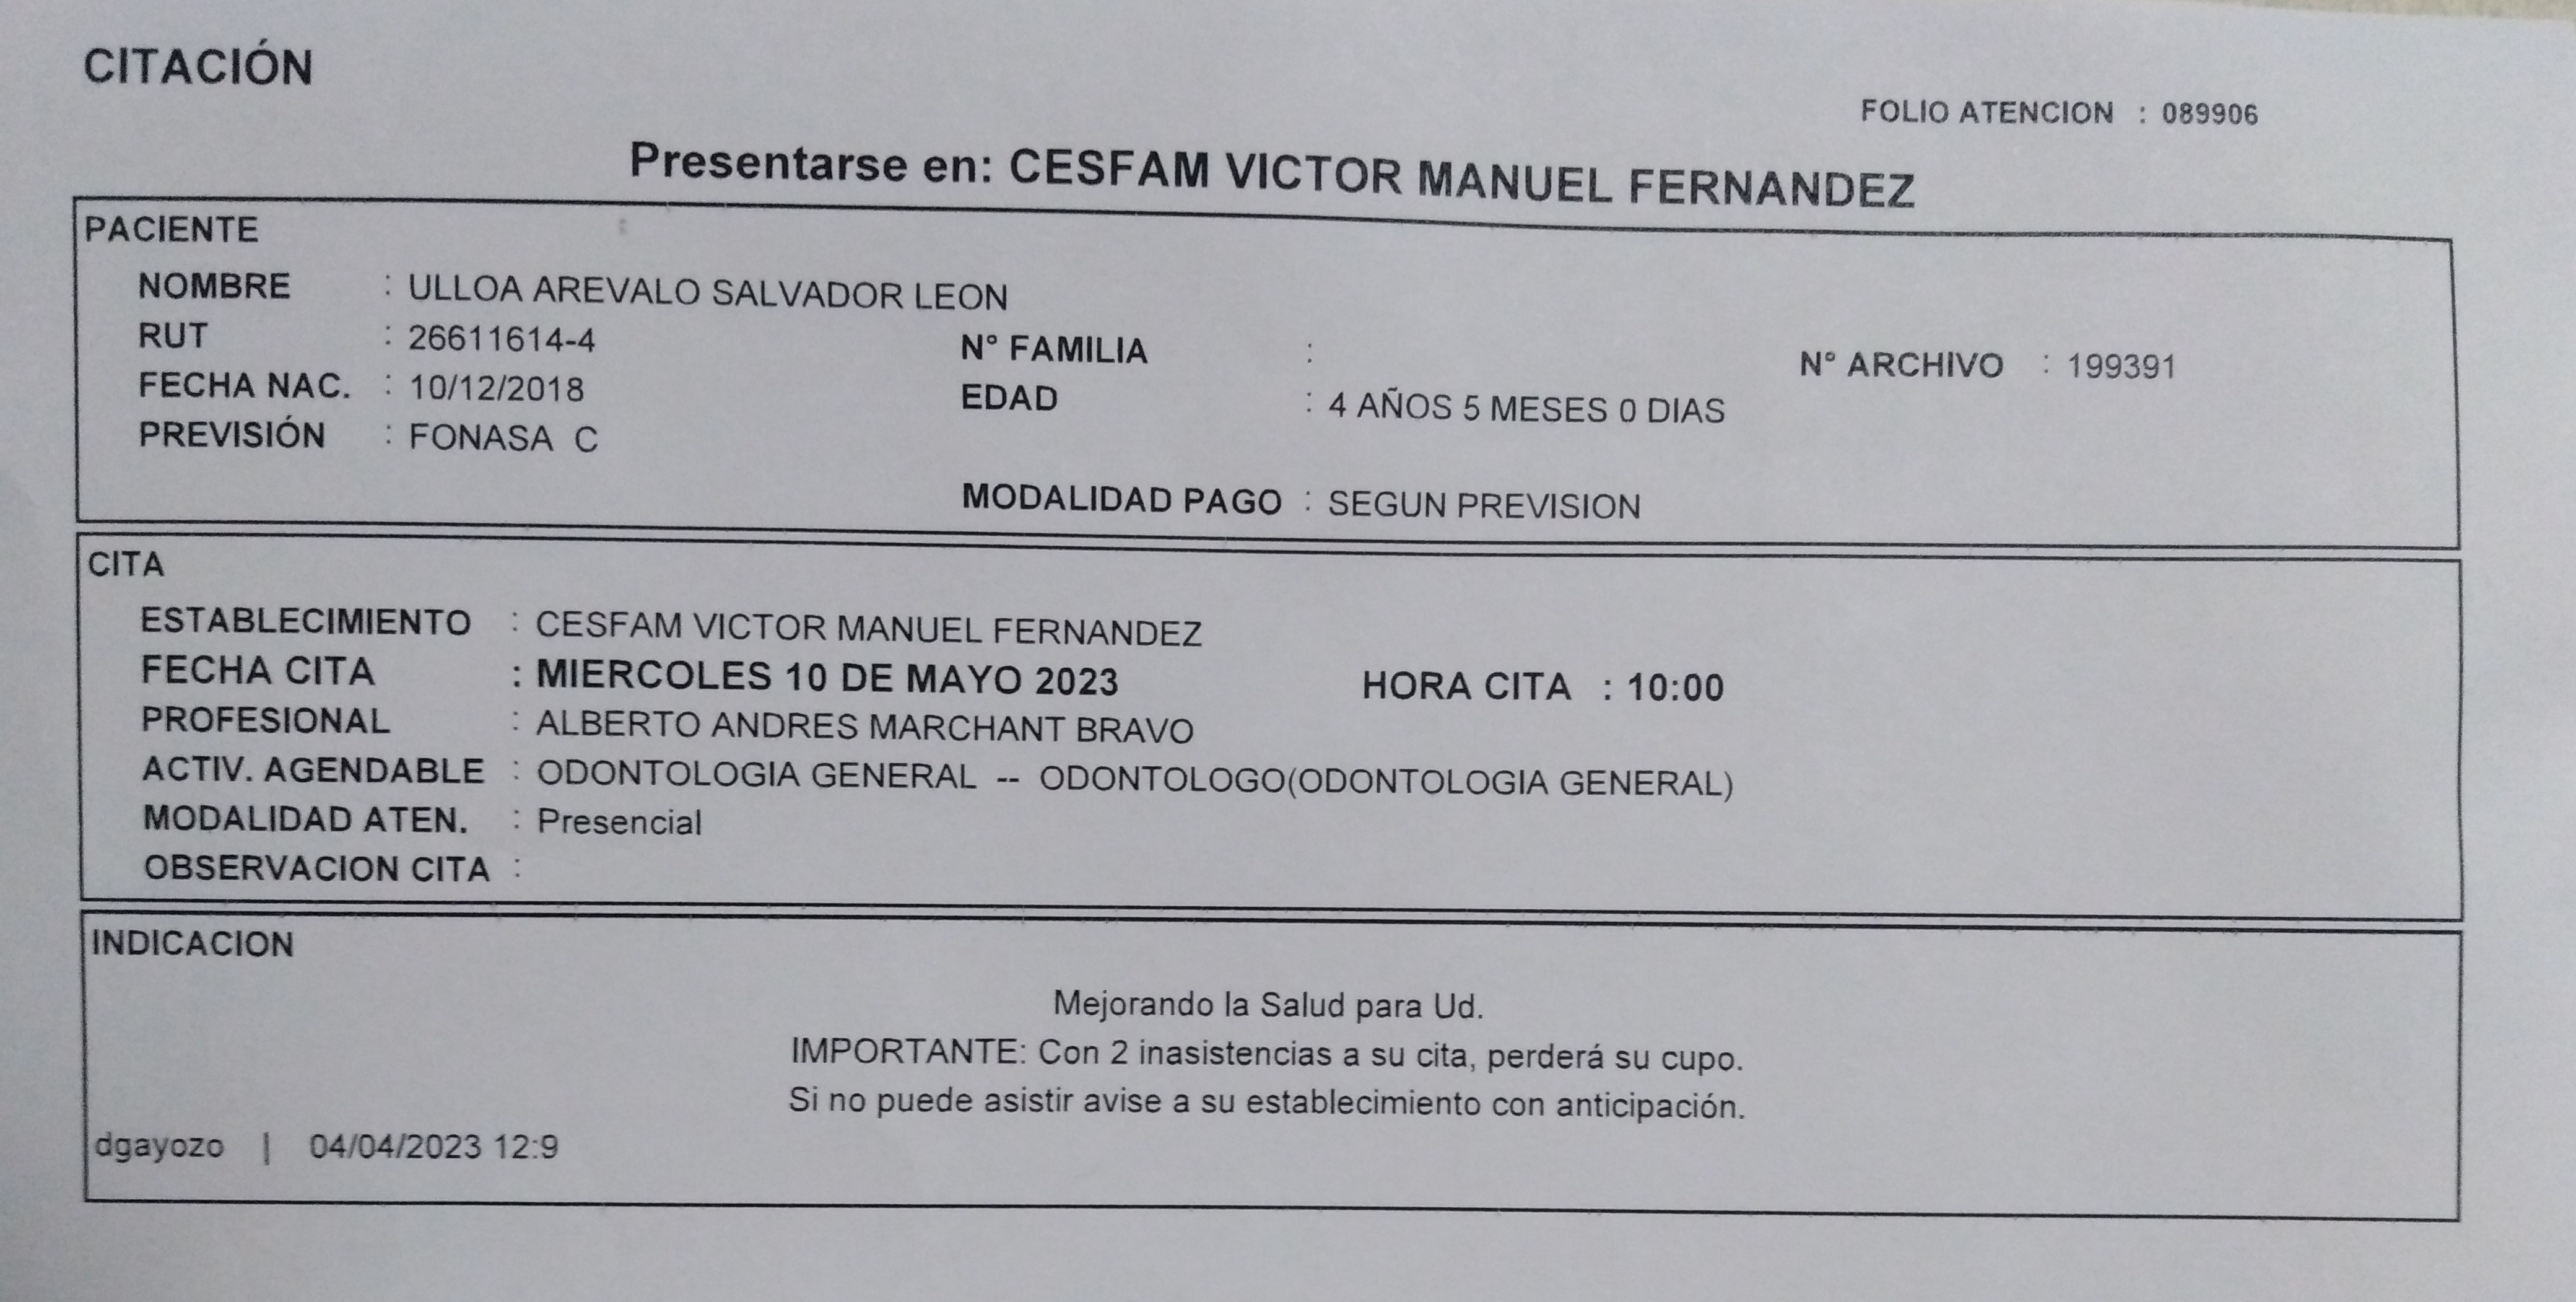 CITACIÓN
FOLIO ATENCION : 089906
Presentarse en: CESFAM VICTOR MANUEL FERNANDEZ
PACIENTE
NOMBRE : ULLOA AREVALO SALVADOR LEON
RUT : 26611614-4 N° FAMILIA : N° ARCHIVO : 199391
FECHA NAC. : 10/12/2018 EDAD : 4 AÑOS 5 MESES 0 DIAS
PREVISIÓN : FONASA C
MODALIDAD PAGO : SEGUN PREVISION
CITA
ESTABLECIMIENTO : CESFAM VICTOR MANUEL FERNANDEZ
FECHA CITA : MIERCOLES 10 DE MAYO 2023 HORA CITA : 10:00
PROFESIONAL : ALBERTO ANDRES MARCHANT BRAVO
ACTIV. AGENDABLE : ODONTOLOGIA GENERAL -- ODONTOLOGO(ODONTOLOGIA GENERAL)
MODALIDAD ATEN. : Presencial
OBSERVACION CITA :
INDICACION
Mejorando la Salud para Ud.
IMPORTANTE: Con 2 inasistencias a su cita, perderá su cupo.
Si no puede asistir avise a su establecimiento con anticipación.
dgayozo | 04/04/2023 12:9